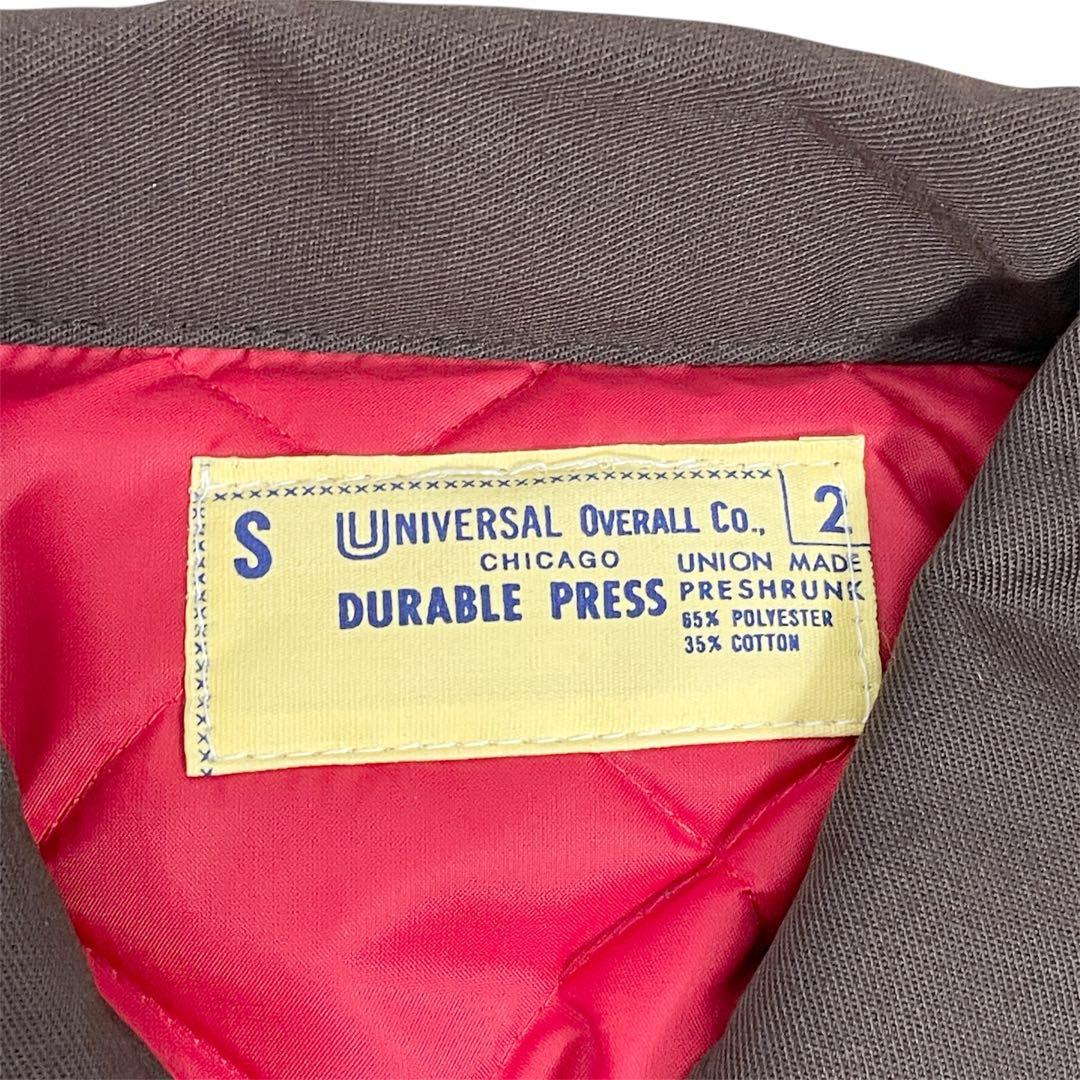 S UNIVERSAL OVERALL CO., 2
CHICAGO UNION MADE
DURABLE PRESS PRESHRUNK
65% POLYESTER
35% COTTON